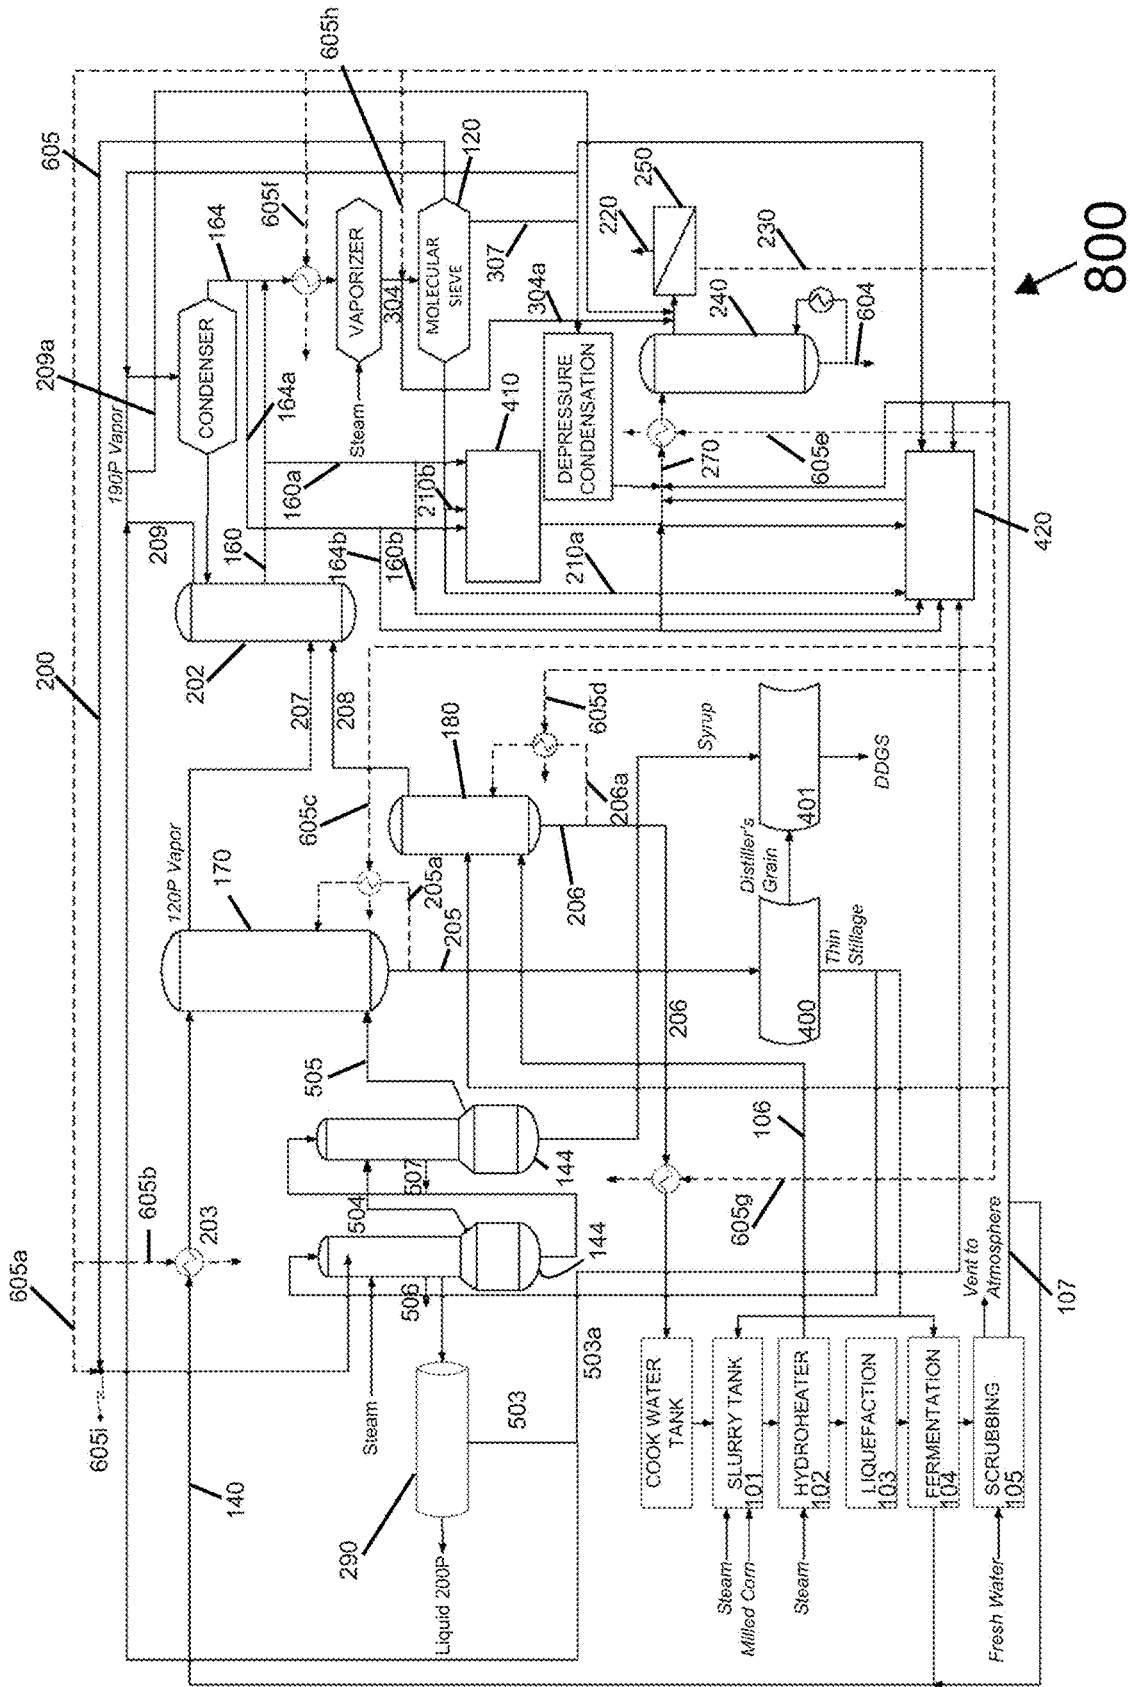 800
605
605h
120
605f
164
209a
CONDENSER
VAPORIZER
MOLECULAR
SIEVE
304
307
304a
220
250
230
240
604
190P Vapor
164a
Steam
410
DEPRESSURE
CONDENSATION
270
605e
209
160
160a
210b
164b
160b
210a
420
200
202
207
208
180
605d
206a
Syrup
DDGS
401
120P Vapor
170
605c
205a
205
206
Distiller's
Grain
Thin
Stillage
400
206
505
106
144
507
504
605b
203
605g
144
506
605a
Vent to
Atmosphere
107
503a
605i
Steam
503
140
290
Liquid 200P
COOK WATER
TANK
SLURRY TANK
101
HYDROHEATER
102
LIQUEFACTION
103
FERMENTATION
104
SCRUBBING
105
Steam
Milled Corn
Steam
Fresh Water